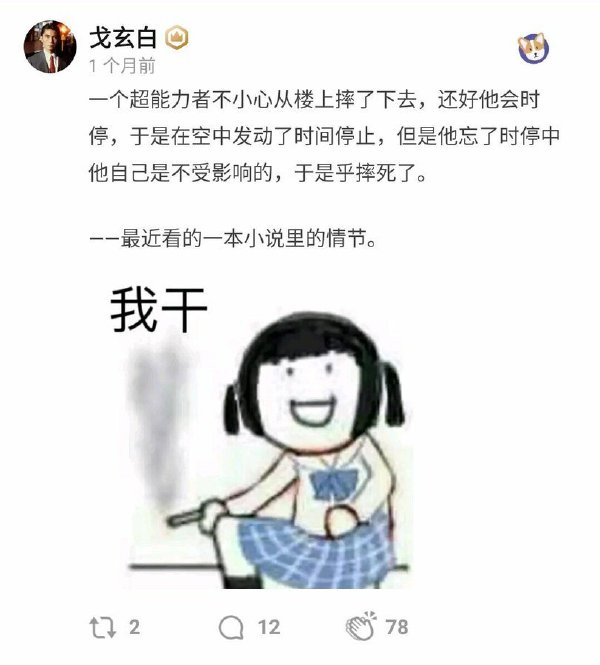 戈玄白
1 个月前
一个超能力者不小心从楼上摔了下去，还好他会时
停，于是在空中发动了时间停止，但是他忘了时停中
他自己是不受影响的，于是乎摔死了。
——最近看的一本小说里的情节。
我干
2
12
78